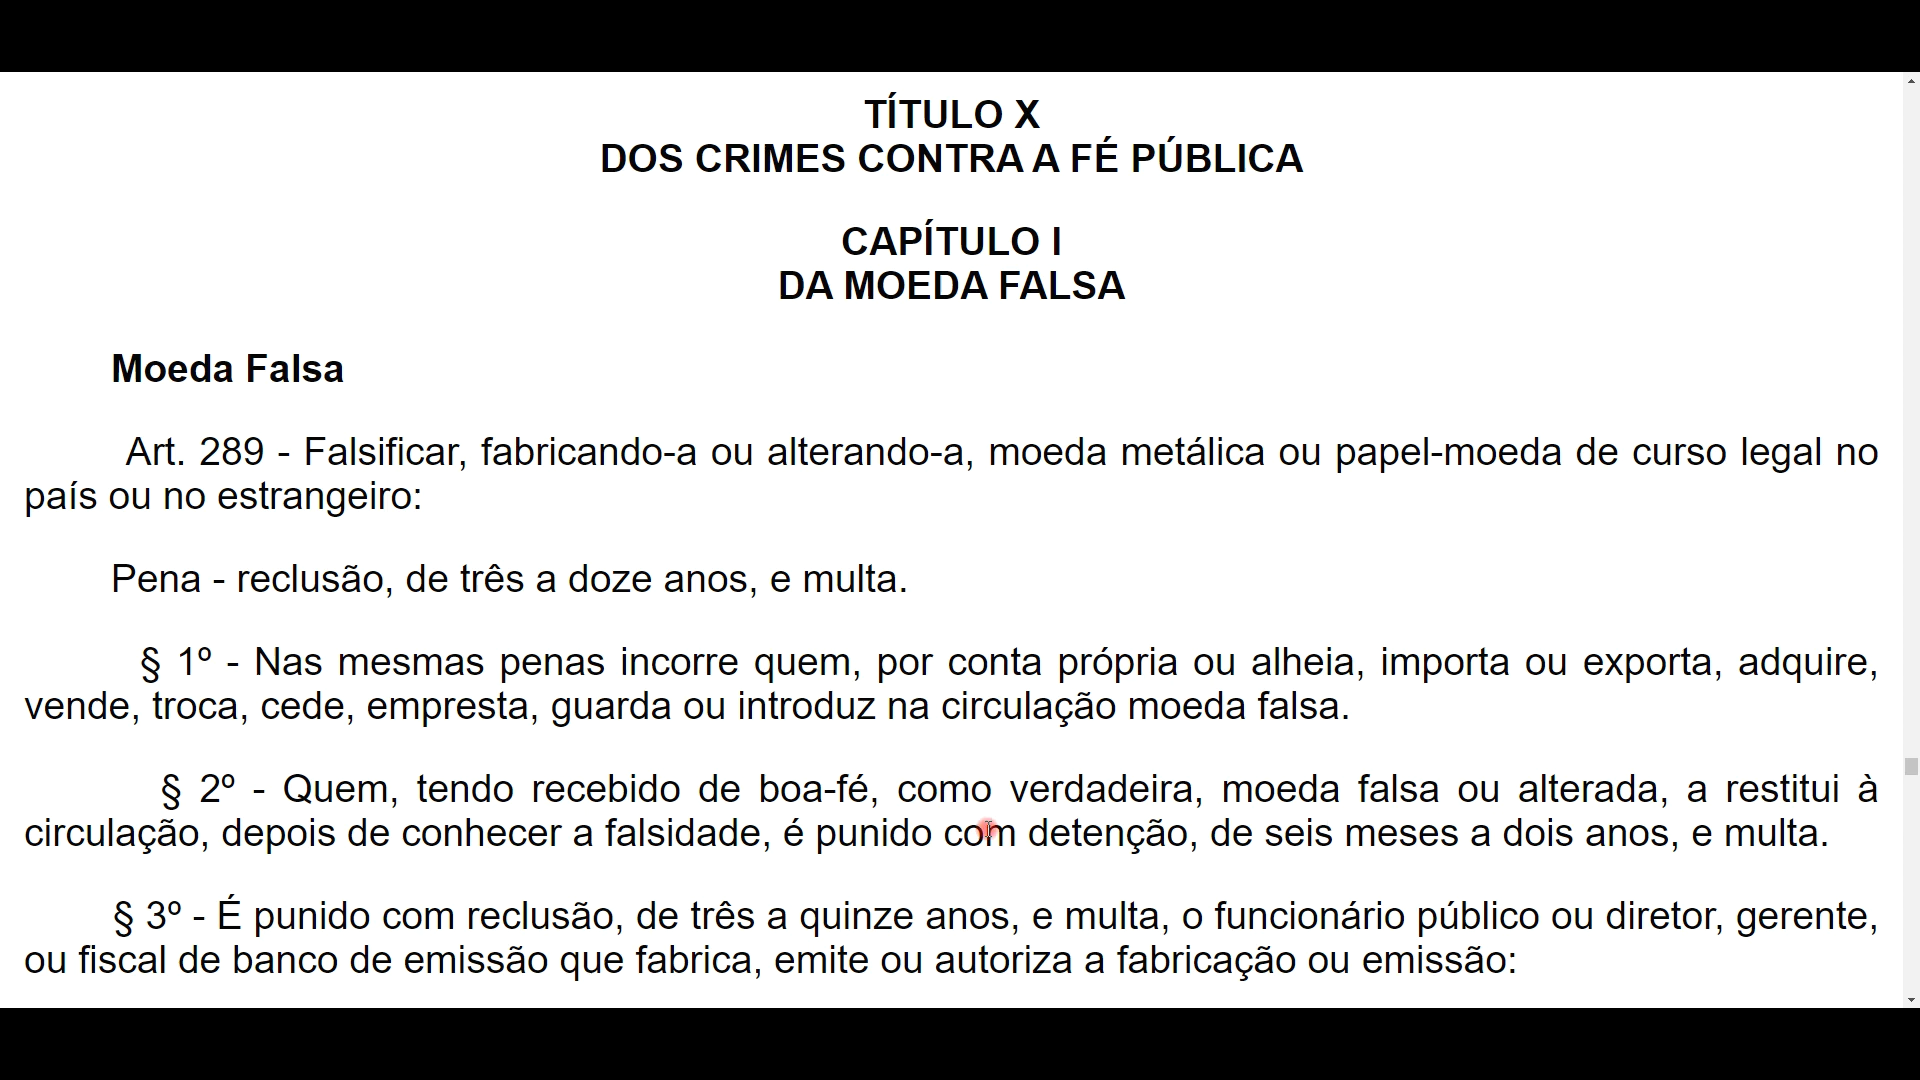 TÍTULO X
DOS CRIMES CONTRA A FÉ PÚBLICA
CAPÍTULO I
DA MOEDA FALSA
Moeda Falsa
Art. 289 - Falsificar, fabricando-a ou alterando-a, moeda metálica ou papel-moeda de curso legal no
país ou no estrangeiro:
Pena - reclusão, de três a doze anos, e multa.
§ 1º - Nas mesmas penas incorre quem, por conta própria ou alheia, importa ou exporta, adquire,
vende, troca, cede, empresta, guarda ou introduz na circulação moeda falsa.
§ 2º - Quem, tendo recebido de boa-fé, como verdadeira, moeda falsa ou alterada, a restitui à
circulação, depois de conhecer a falsidade, é punido com detenção, de seis meses a dois anos, e multa.
§ 3º - É punido com reclusão, de três a quinze anos, e multa, o funcionário público ou diretor, gerente,
ou fiscal de banco de emissão que fabrica, emite ou autoriza a fabricação ou emissão: